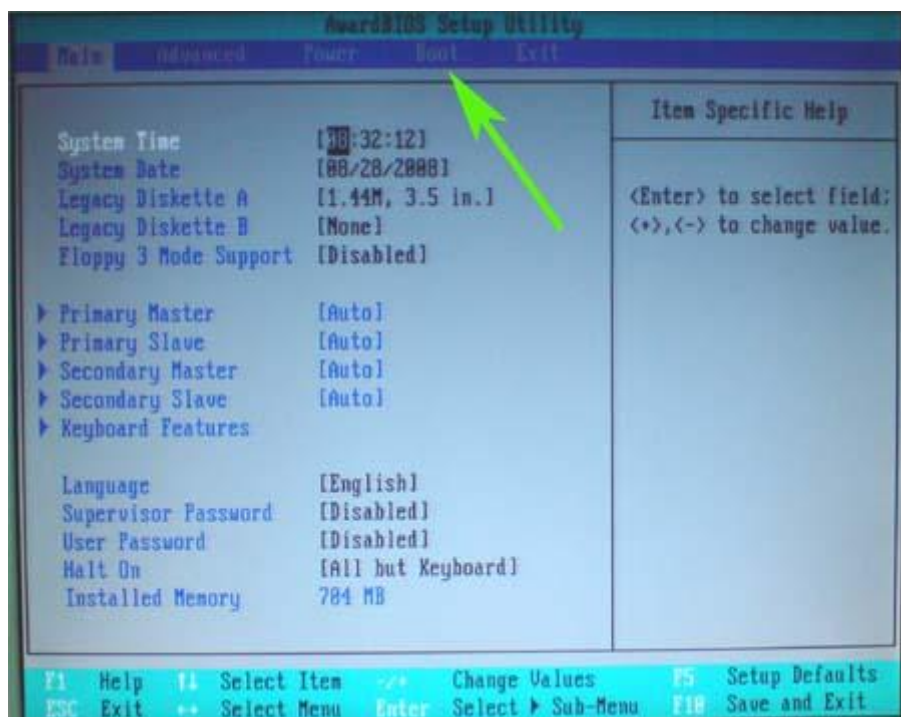 AwardBIOS Setup Utility
Main Advanced Power Boot Exit
Item Specific Help
System Time [08:32:12]
System Date [08/28/2008]
Legacy Diskette A [1.44M, 3.5 in.]
<Enter> to select field;
Legacy Diskette B [None]
<+>,<-> to change value.
Floppy 3 Mode Support [Disabled]
Primary Master [Auto]
Primary Slave [Auto]
Secondary Master [Auto]
Secondary Slave [Auto]
Keyboard Features
Language [English]
Supervisor Password [Disabled]
User Password [Disabled]
Halt On [All but Keyboard]
Installed Memory 704 MB
F1 Help ↑↓ Select Item -/+ Change Values F5 Setup Defaults
ESC Exit ↔ Select Menu Enter Select ▶ Sub-Menu F10 Save and Exit